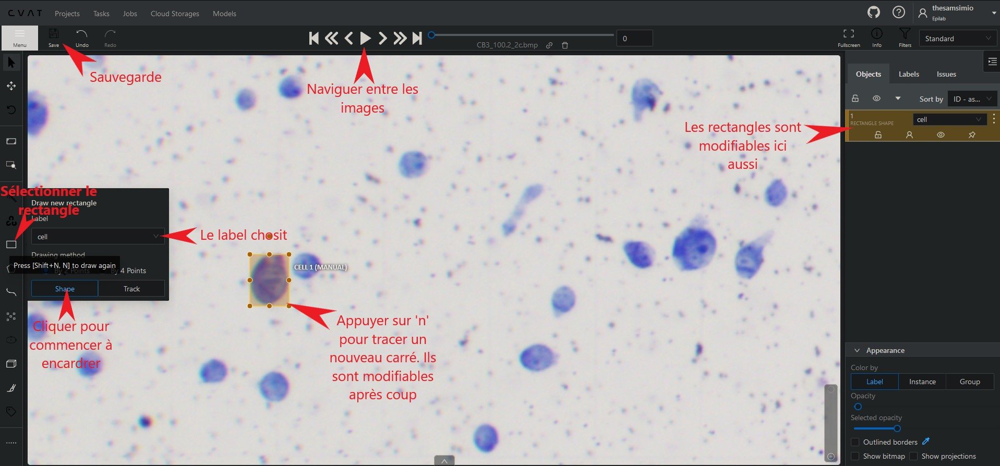 CVAT Projects Tasks Jobs Cloud Storages Models
thesamsimio
Epilab
Menu Save Undo Redo
CB3_100.2_2c.bmp
0
Fullscreen Info Filters
Standard
Sauvegarde
Naviguer entre les
images
Objects Labels Issues
Sort by ID - as...
1
RECTANGLE SHAPE
cell
Les rectangles sont
modifiables ici
aussi
Sélectionner le
rectangle
Draw new rectangle
Label
cell
Le label chosit
Drawing method
Press [Shift+N, N] to draw again
By 2 Points By 4 Points
Shape Track
CELL 1 (MANUAL)
Cliquer pour
commencer à
encardrer
Appuyer sur 'n'
pour tracer un
nouveau carré. Ils
sont modifiables
après coup
Appearance
Color by
Label Instance Group
Opacity
Selected opacity
Outlined borders
Show bitmap Show projections